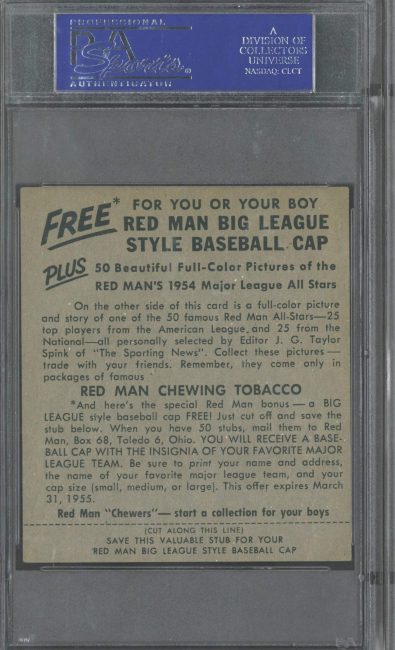 PROFESSIONAL
PSA
Sports
AUTHENTICATOR
A
DIVISION OF
COLLECTORS
UNIVERSE
NASDAQ: CLCT
FREE* FOR YOU OR YOUR BOY
RED MAN BIG LEAGUE
STYLE BASEBALL CAP
PLUS 50 Beautiful Full-Color Pictures of the
RED MAN'S 1954 Major League All Stars
On the other side of this card is a full-color picture
and story of one of the 50 famous Red Man All-Stars—25
top players from the American League and 25 from the
National—all personally selected by Editor J. G. Taylor
Spink of "The Sporting News". Collect these pictures—
trade with your friends. Remember, they come only in
packages of famous
RED MAN CHEWING TOBACCO
*And here's the special Red Man bonus—a BIG
LEAGUE style baseball cap FREE! Just cut off and save the
stub below. When you have 50 stubs, mail them to Red
Man, Box 68, Toledo 6, Ohio. YOU WILL RECEIVE A BASE-
BALL CAP WITH THE INSIGNIA OF YOUR FAVORITE MAJOR
LEAGUE TEAM. Be sure to print your name and address,
the name of your favorite major league team, and your
cap size (small, medium, or large). This offer expires March
31, 1955.
Red Man "Chewers"—start a collection for your boys
(CUT ALONG THIS LINE)
SAVE THIS VALUABLE STUB FOR YOUR
RED MAN BIG LEAGUE STYLE BASEBALL CAP